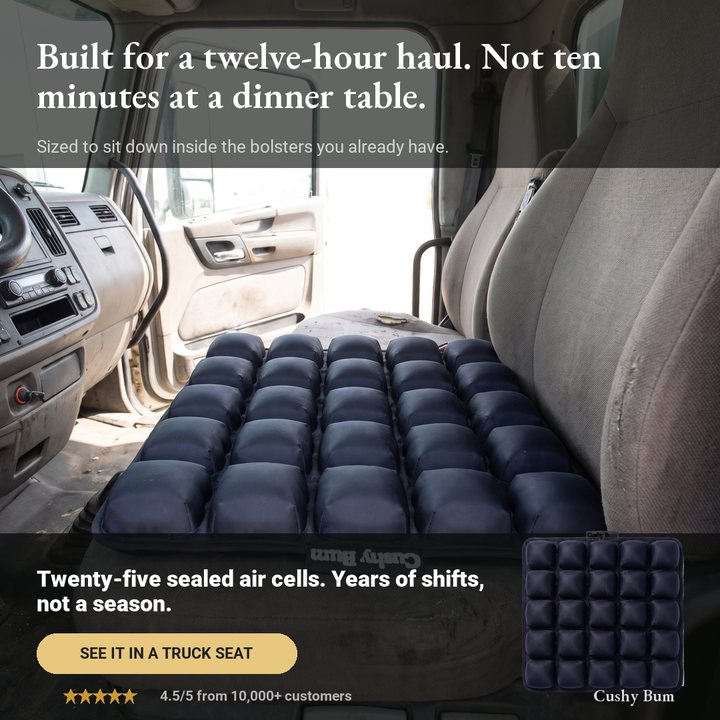 Built for a twelve-hour haul. Not ten
minutes at a dinner table.
Sized to sit down inside the bolsters you already have.
Cushy Bum
Twenty-five sealed air cells. Years of shifts,
not a season.
SEE IT IN A TRUCK SEAT
4.5/5 from 10,000+ customers
Cushy Bum